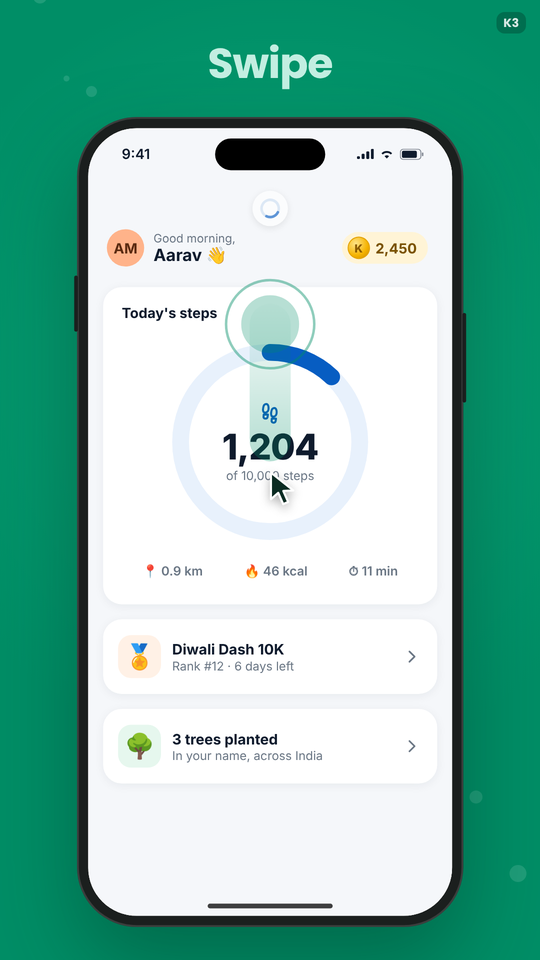 K3
Swipe
9:41
AM
Good morning,
Aarav 👋
K
2,450
Today's steps
1,204
of 10,000 steps
📍 0.9 km
🔥 46 kcal
⏱ 11 min
Diwali Dash 10K
Rank #12 · 6 days left
3 trees planted
In your name, across India